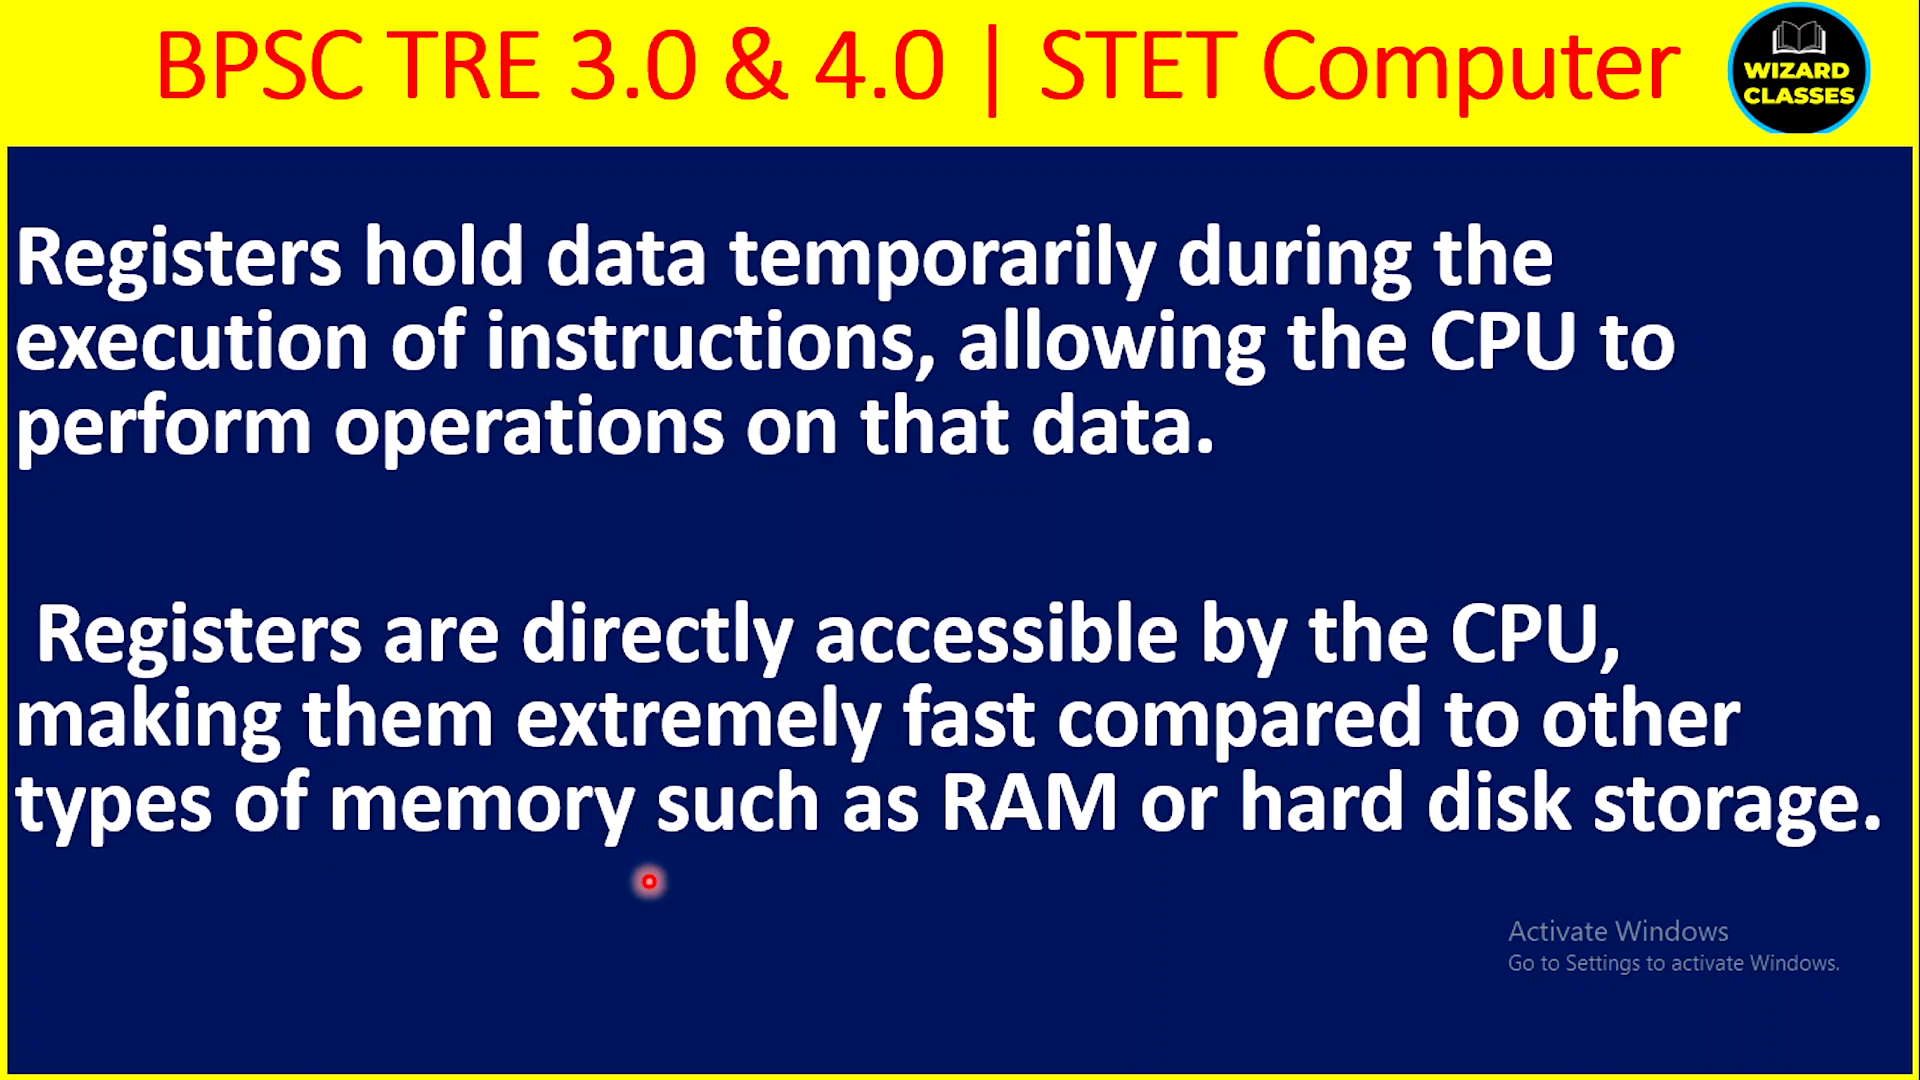 BPSC TRE 3.0 & 4.0 | STET Computer
WIZARD
CLASSES
Registers hold data temporarily during the
execution of instructions, allowing the CPU to
perform operations on that data.
Registers are directly accessible by the CPU,
making them extremely fast compared to other
types of memory such as RAM or hard disk storage.
Activate Windows
Go to Settings to activate Windows.